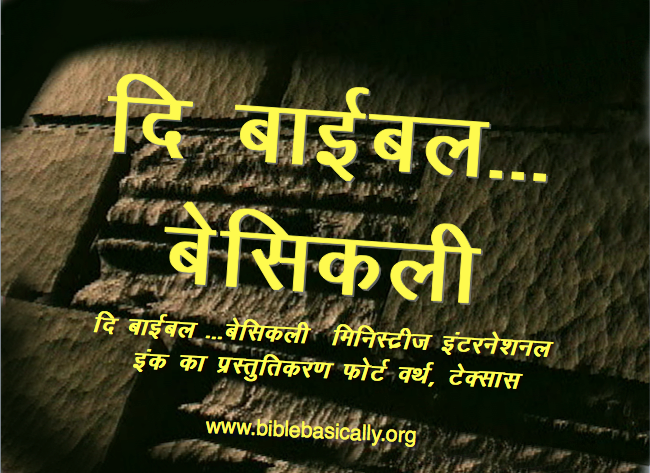 दि बाईबल...
बेसिकली
दि बाईबल ...बेसिकली मिनिस्ट्रीज इंटरनेशनल
इंक का प्रस्तुतिकरण फोर्ट वर्थ, टेक्सास
www.biblebasically.org